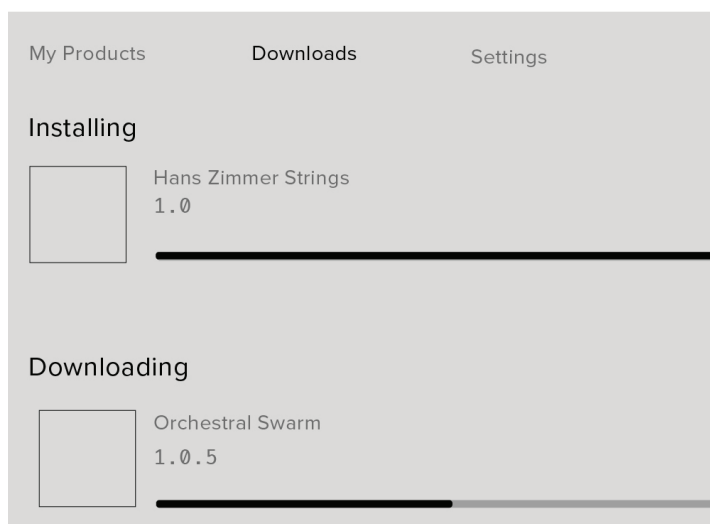 My Products
Downloads
Settings
Installing
Hans Zimmer Strings
1.0
Downloading
Orchestral Swarm
1.0.5